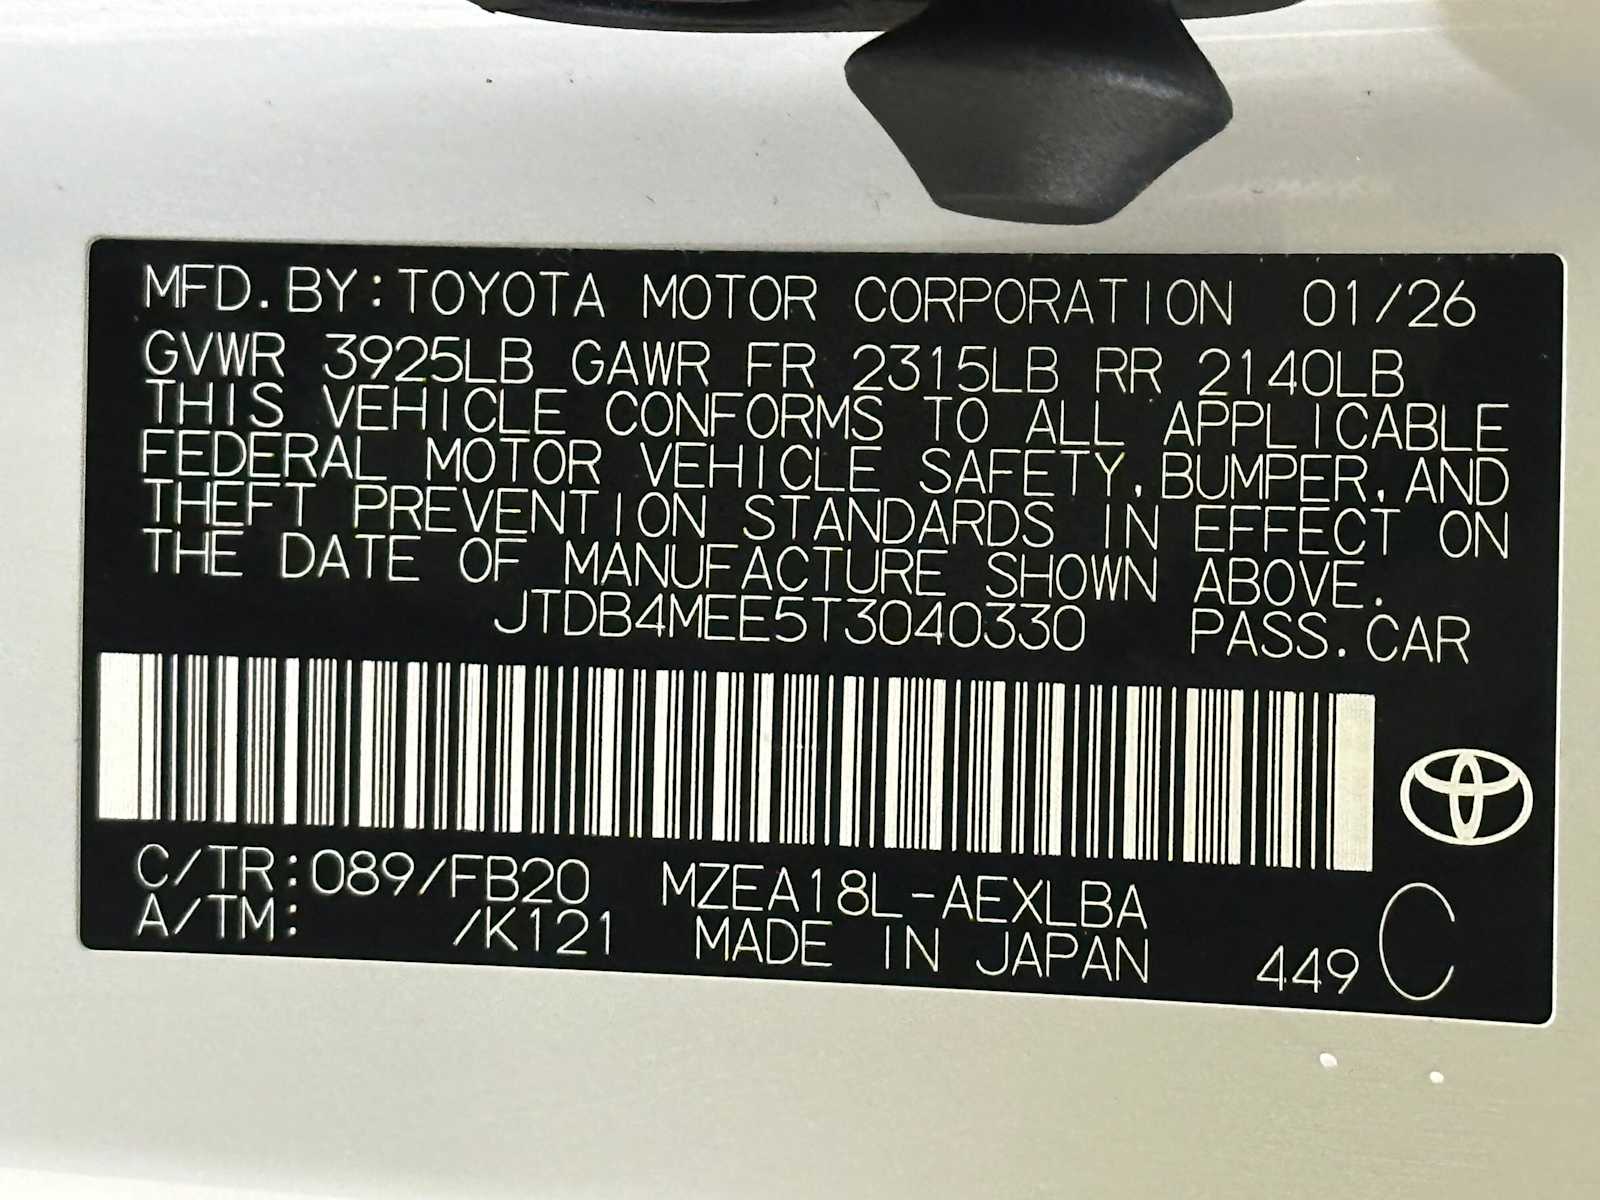 MFD.BY:TOYOTA MOTOR CORPORATION 01/26
GVWR 3925LB GAWR FR 2315LB RR 2140LB
THIS VEHICLE CONFORMS TO ALL APPLICABLE
FEDERAL MOTOR VEHICLE SAFETY,BUMPER,AND
THEFT PREVENTION STANDARDS IN EFFECT ON
THE DATE OF MANUFACTURE SHOWN ABOVE.
JTDB4MEE5T3040330 PASS.CAR
C/TR:089/FB20 MZEA18L-AEXLBA
A/TM: /K121 MADE IN JAPAN 449 C